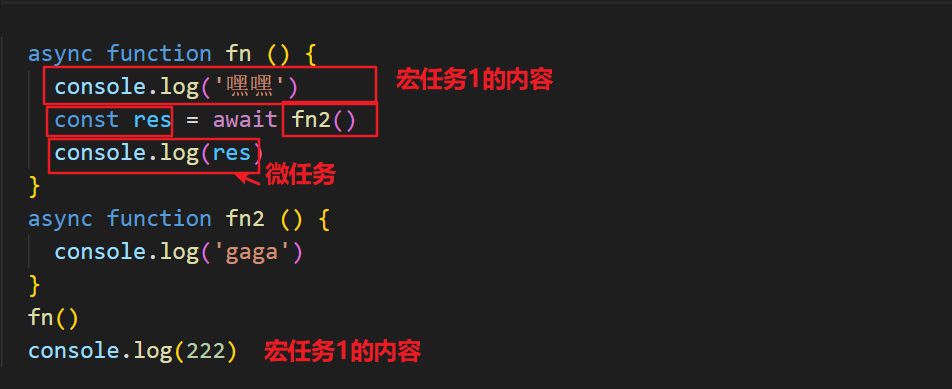 async function fn () {
console.log('嘿嘿') 宏任务1的内容
const res = await fn2()
console.log(res)
微任务
}
async function fn2 () {
console.log('gaga')
}
fn()
console.log(222) 宏任务1的内容